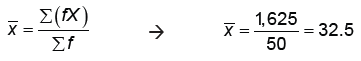 x̅ = Σ(fX) / Σf → x̅ = 1,625 / 50 = 32.5